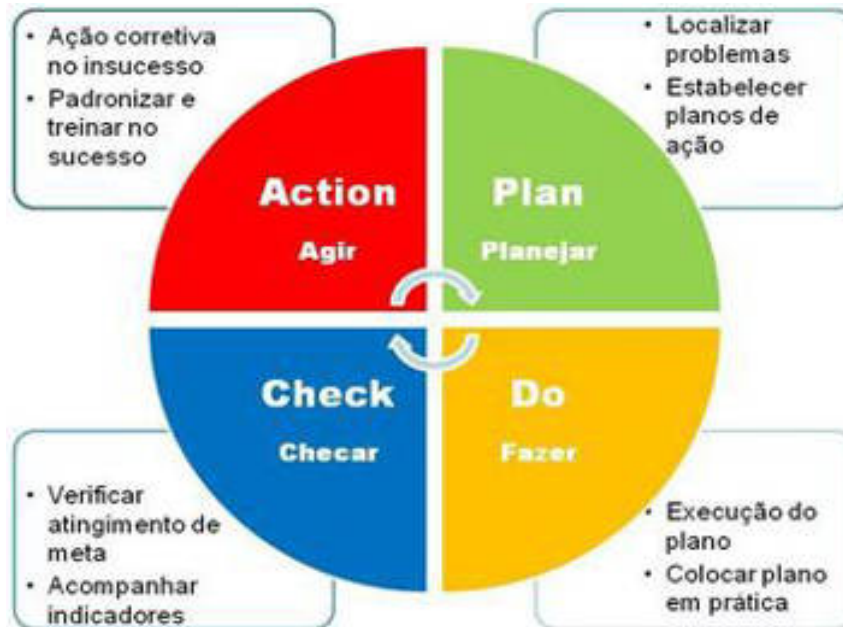 • Ação corretiva
no insucesso
• Padronizar e
treinar no
sucesso
• Localizar
problemas
• Estabelecer
planos de
ação
Action
Agir
Plan
Planejar
Check
Checar
Do
Fazer
• Verificar
atingimento de
meta
• Acompanhar
indicadores
• Execução do
plano
• Colocar plano
em prática